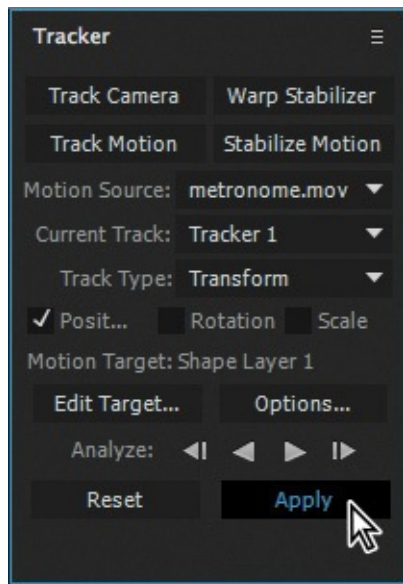 Tracker
Track Camera Warp Stabilizer
Track Motion Stabilize Motion
Motion Source: metronome.mov
Current Track: Tracker 1
Track Type: Transform
Posit... Rotation Scale
Motion Target: Shape Layer 1
Edit Target... Options...
Analyze:
Reset Apply